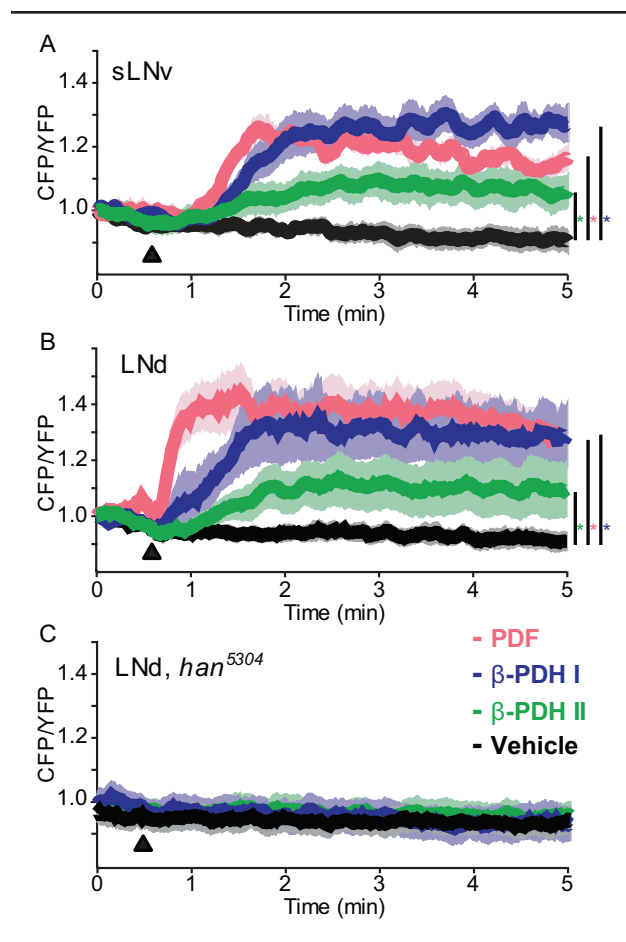 A
sLNv
CFP/YFP
1.4
1.2
1.0
* * *
0 1 2 3 4 5
Time (min)
B
LNd
CFP/YFP
1.4
1.2
1.0
* * *
0 1 2 3 4 5
Time (min)
C
LNd, han5304
CFP/YFP
1.4
1.2
1.0
- PDF
- β-PDH I
- β-PDH II
- Vehicle
0 1 2 3 4 5
Time (min)